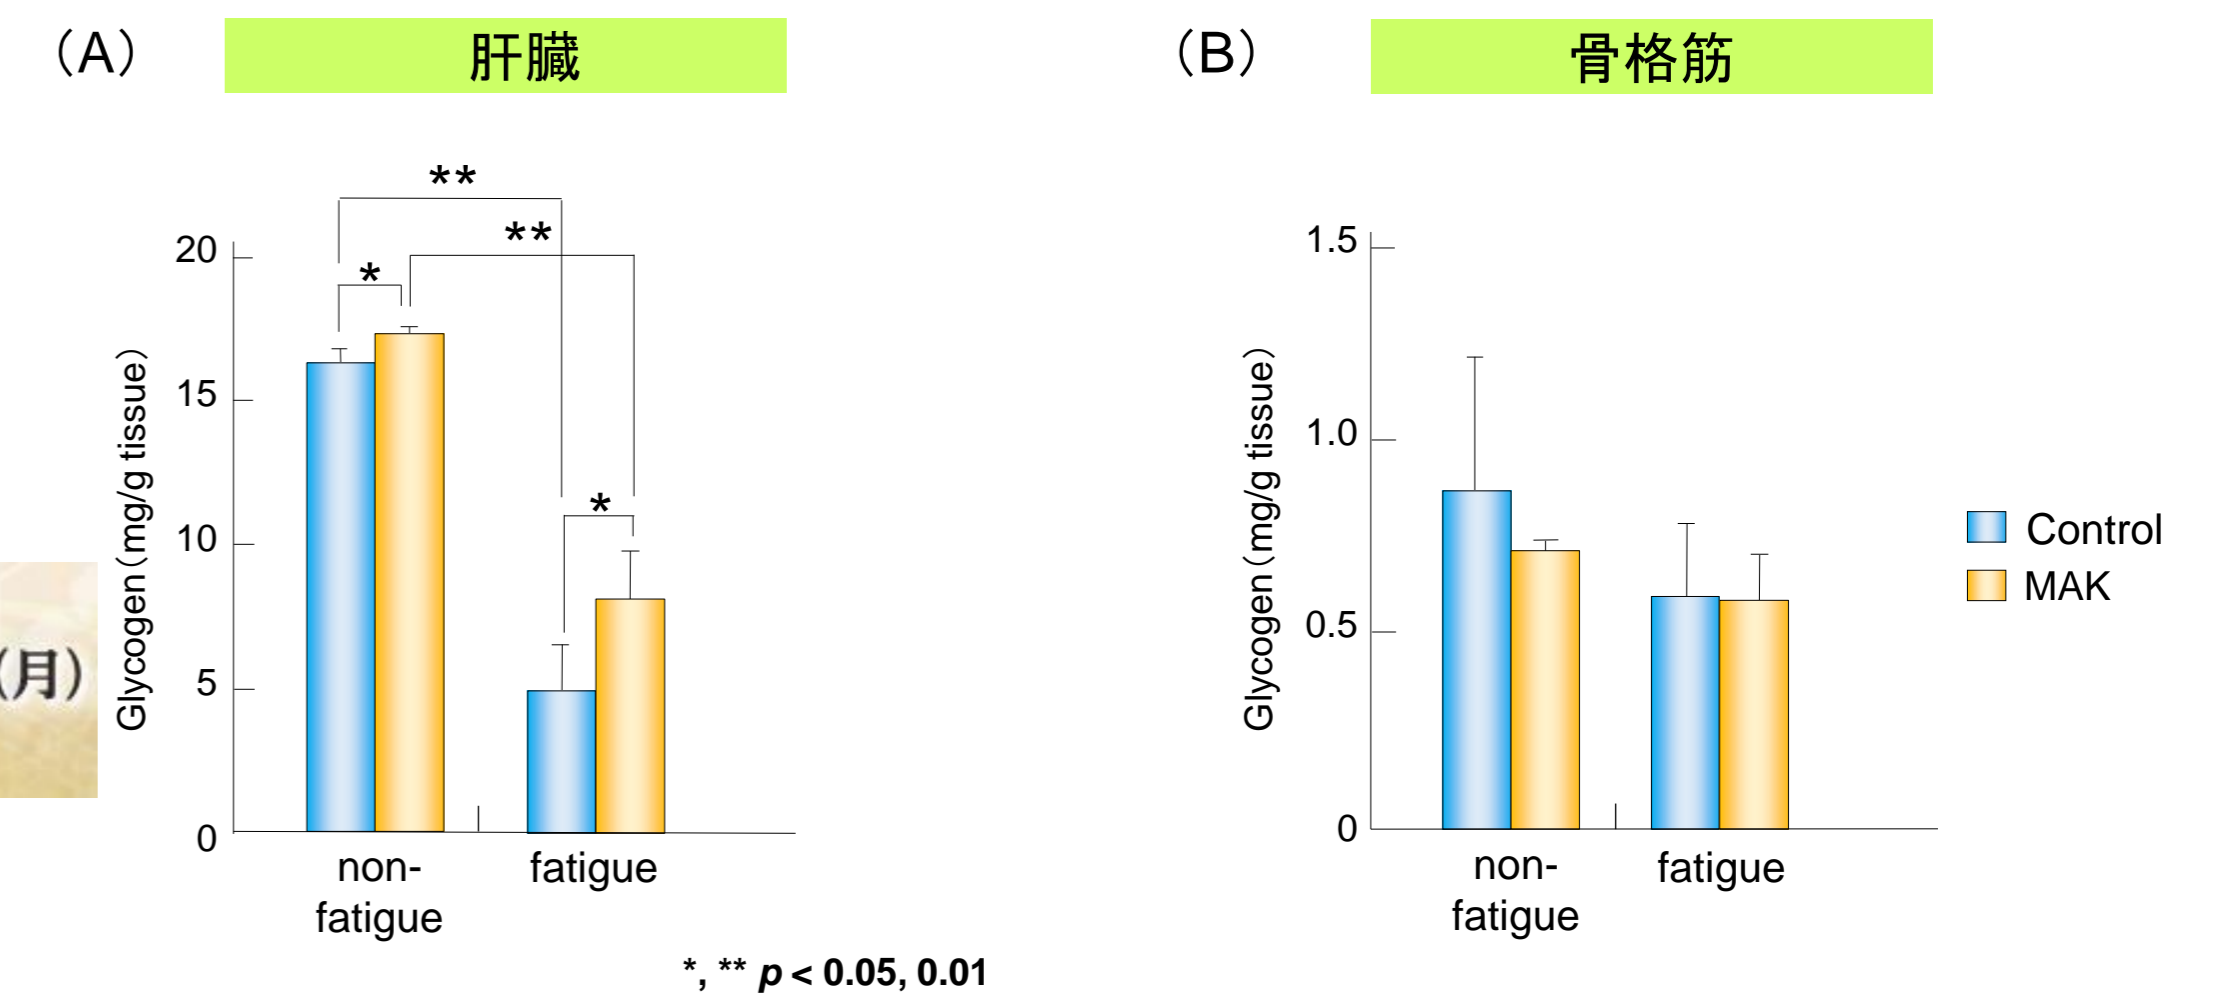 （A）
肝臓
**
**
*
*
20
15
10
5
0
Glycogen（mg/g tissue）
non-
fatigue
fatigue
*, ** p < 0.05, 0.01
（月）
（B）
骨格筋
1.5
1.0
0.5
0
Glycogen（mg/g tissue）
non-
fatigue
fatigue
Control
MAK